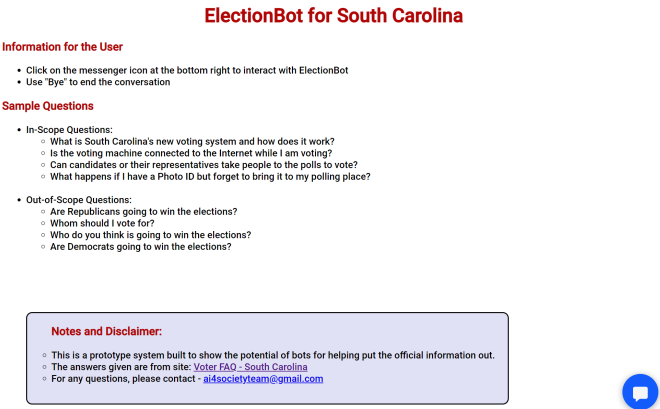 ElectionBot for South Carolina
Information for the User
Click on the messenger icon at the bottom right to interact with ElectionBot
Use "Bye" to end the conversation
Sample Questions
In-Scope Questions:
What is South Carolina's new voting system and how does it work?
Is the voting machine connected to the Internet while I am voting?
Can candidates or their representatives take people to the polls to vote?
What happens if I have a Photo ID but forget to bring it to my polling place?
Out-of-Scope Questions:
Are Republicans going to win the elections?
Whom should I vote for?
Who do you think is going to win the elections?
Are Democrats going to win the elections?
Notes and Disclaimer:
This is a prototype system built to show the potential of bots for helping put the official information out.
The answers given are from site: Voter FAQ - South Carolina
For any questions, please contact - ai4societyteam@gmail.com